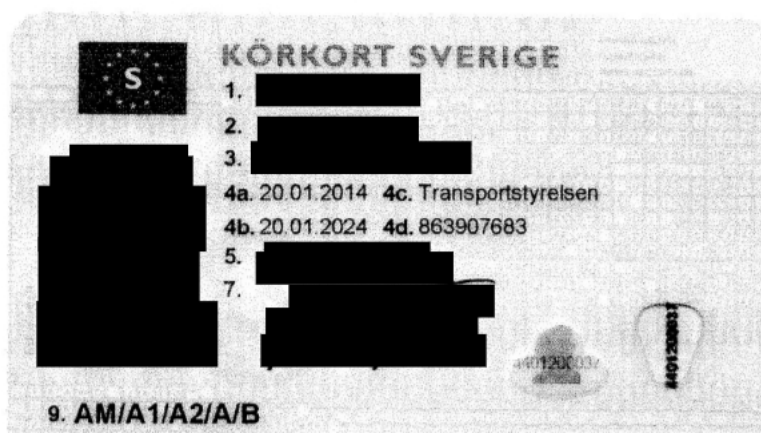 S
KÖRKORT SVERIGE
1.
2.
3.
4a. 20.01.2014 4c. Transportstyrelsen
4b. 20.01.2024 4d. 863907683
5.
7.
9. AM/A1/A2/A/B